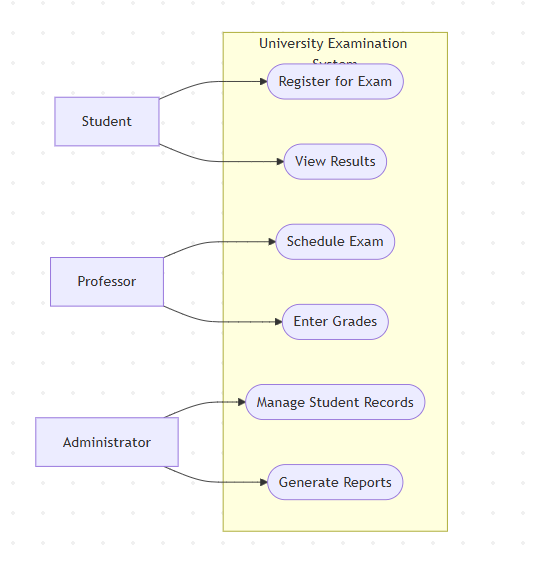 University Examination
System
Register for Exam
Student
View Results
Schedule Exam
Professor
Enter Grades
Manage Student Records
Administrator
Generate Reports